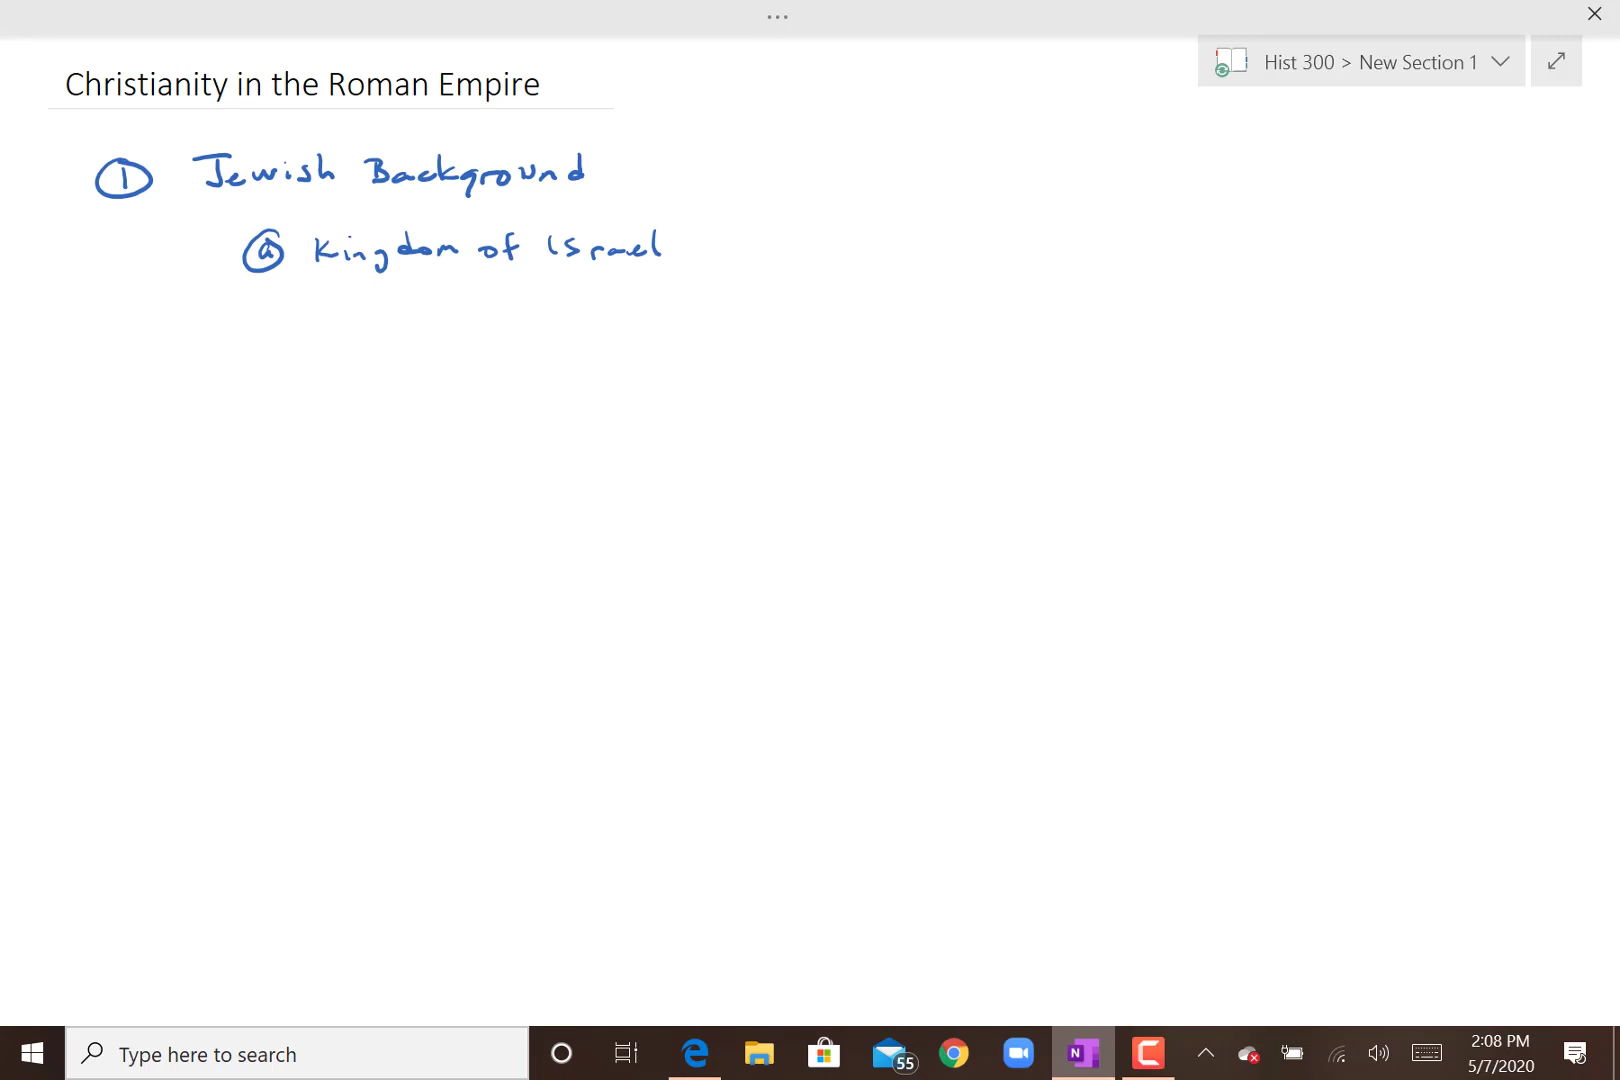 Hist 300 > New Section 1
Christianity in the Roman Empire
① Jewish Background
ⓐ Kingdom of Israel
Type here to search
55
N
2:08 PM
5/7/2020